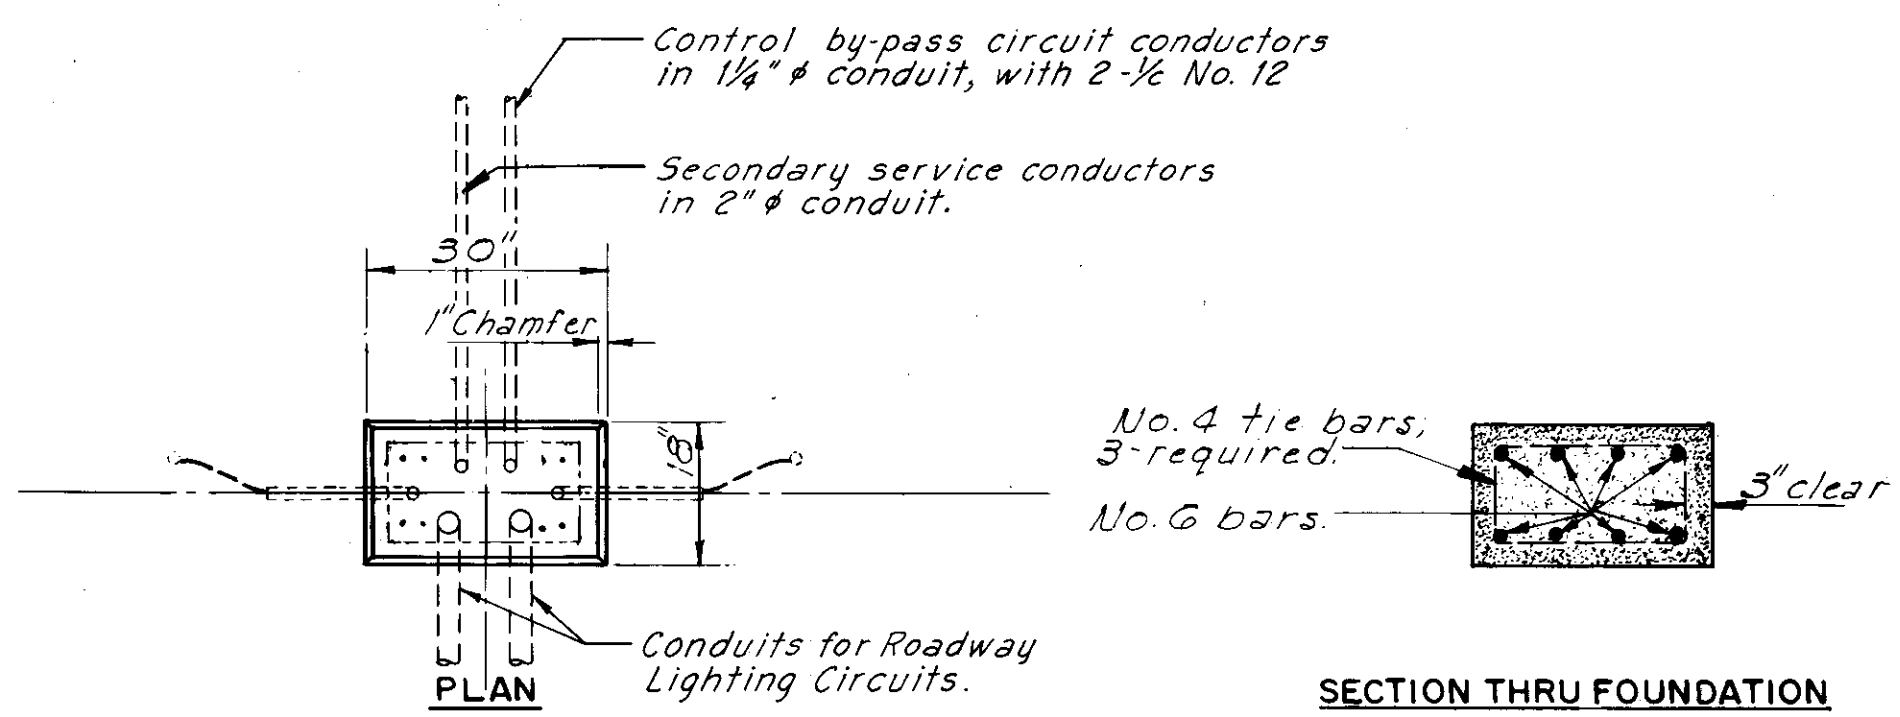 Control by-pass circuit conductors
in 1¼" ϕ conduit, with 2-1/c No. 12
Secondary service conductors
in 2" ϕ conduit.
30"
1" Chamfer
18"
Conduits for Roadway
Lighting Circuits.
PLAN
No. 4 tie bars,
3-required.
No. 6 bars.
3" clear
SECTION THRU FOUNDATION